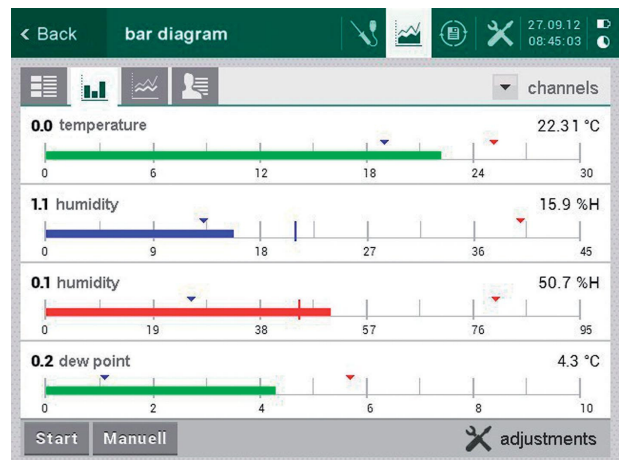 < Back bar diagram 27.09.12
08:45:03
channels
0.0 temperature 22.31 °C
0 6 12 18 24 30
1.1 humidity 15.9 %H
0 9 18 27 36 45
0.1 humidity 50.7 %H
0 19 38 57 76 95
0.2 dew point 4.3 °C
0 2 4 6 8 10
Start Manuell adjustments